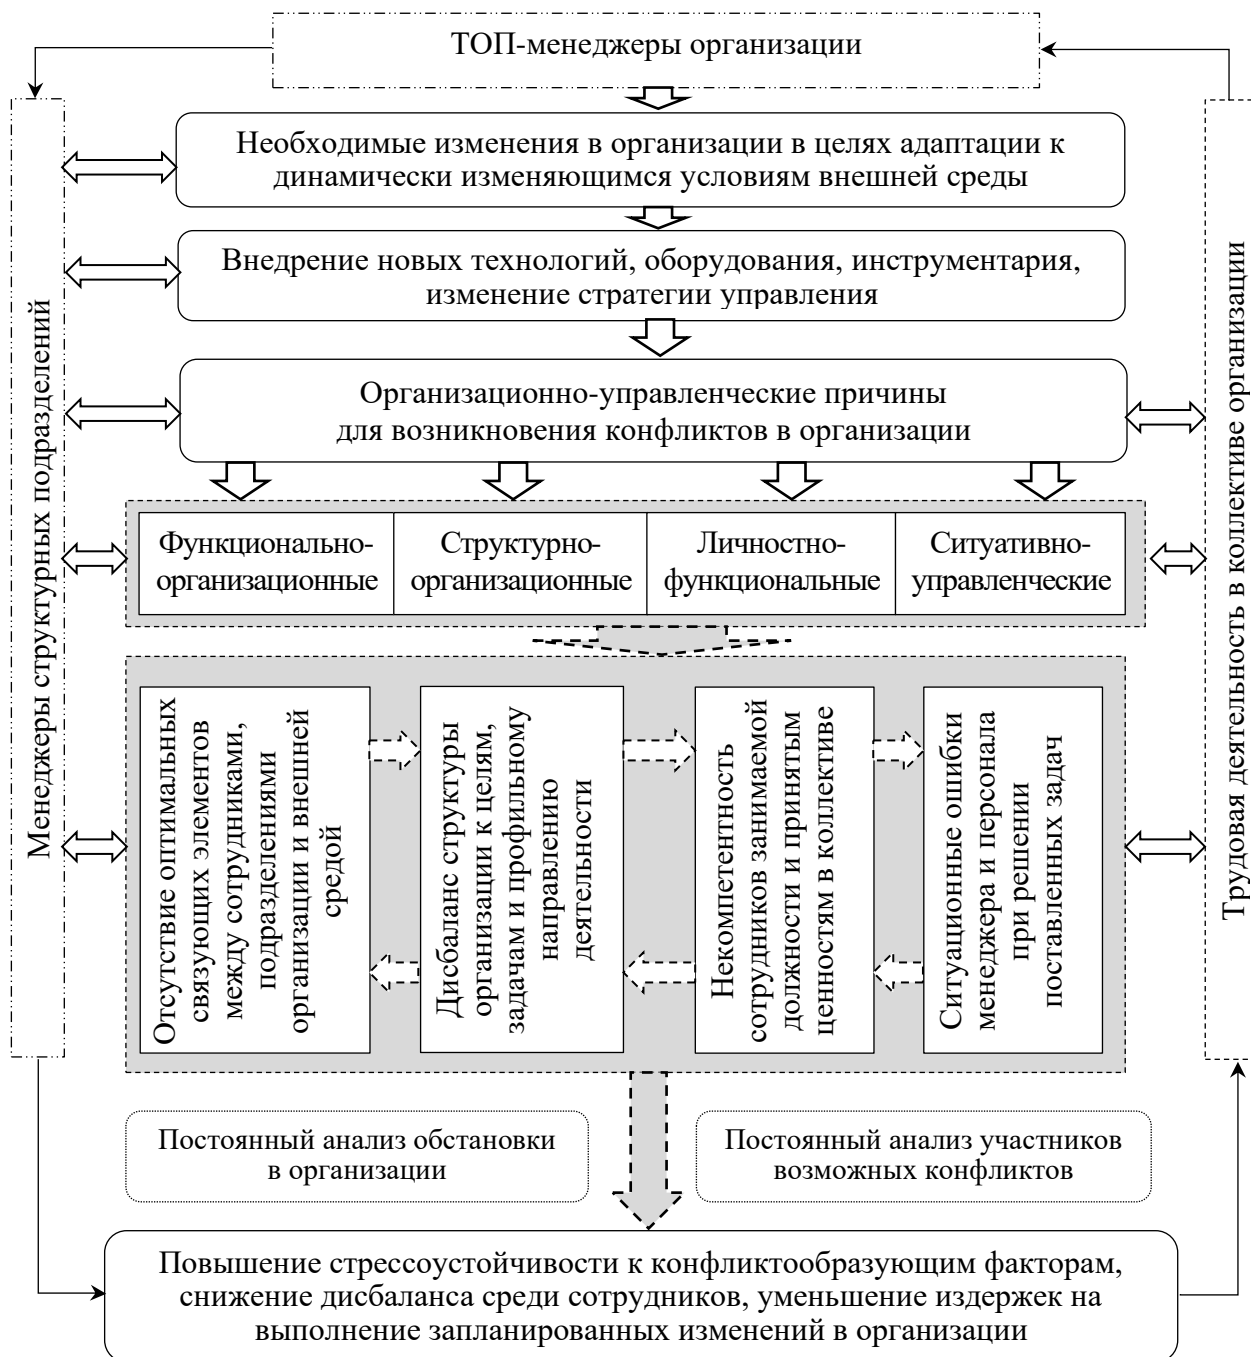 ТОП-менеджеры организации
Необходимые изменения в организации в целях адаптации к
динамически изменяющимся условиям внешней среды
Внедрение новых технологий, оборудования, инструментария,
изменение стратегии управления
Организационно-управленческие причины
для возникновения конфликтов в организации
Менеджеры структурных подразделений
Трудовая деятельность в коллективе организации
Функционально-
организационные
Структурно-
организационные
Личностно-
функциональные
Ситуативно-
управленческие
Отсутствие оптимальных
связующих элементов
между сотрудниками,
подразделениями
организации и внешней
средой
Дисбаланс структуры
организации к целям,
задачам и профильному
направлению
деятельности
Некомпетентность
сотрудников занимаемой
должности и принятым
ценностям в коллективе
Ситуационные ошибки
менеджера и персонала
при решении
поставленных задач
Постоянный анализ обстановки
в организации
Постоянный анализ участников
возможных конфликтов
Повышение стрессоустойчивости к конфликтообразующим факторам,
снижение дисбаланса среди сотрудников, уменьшение издержек на
выполнение запланированных изменений в организации